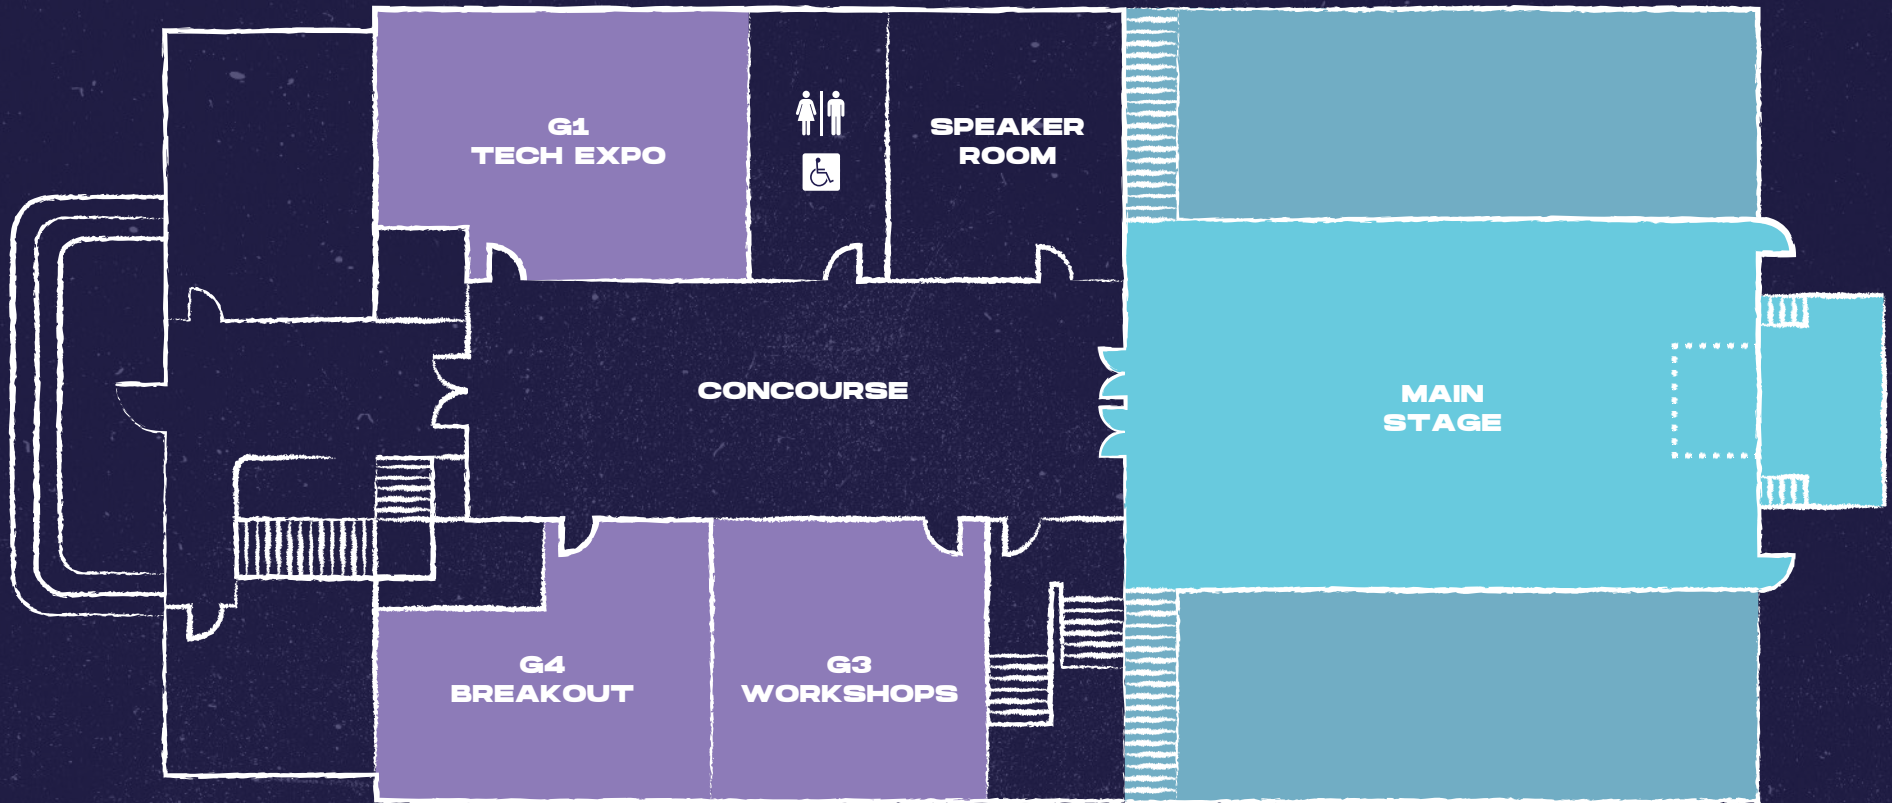 G1
TECH EXPO
SPEAKER
ROOM
CONCOURSE
MAIN
STAGE
G4
BREAKOUT
G3
WORKSHOPS